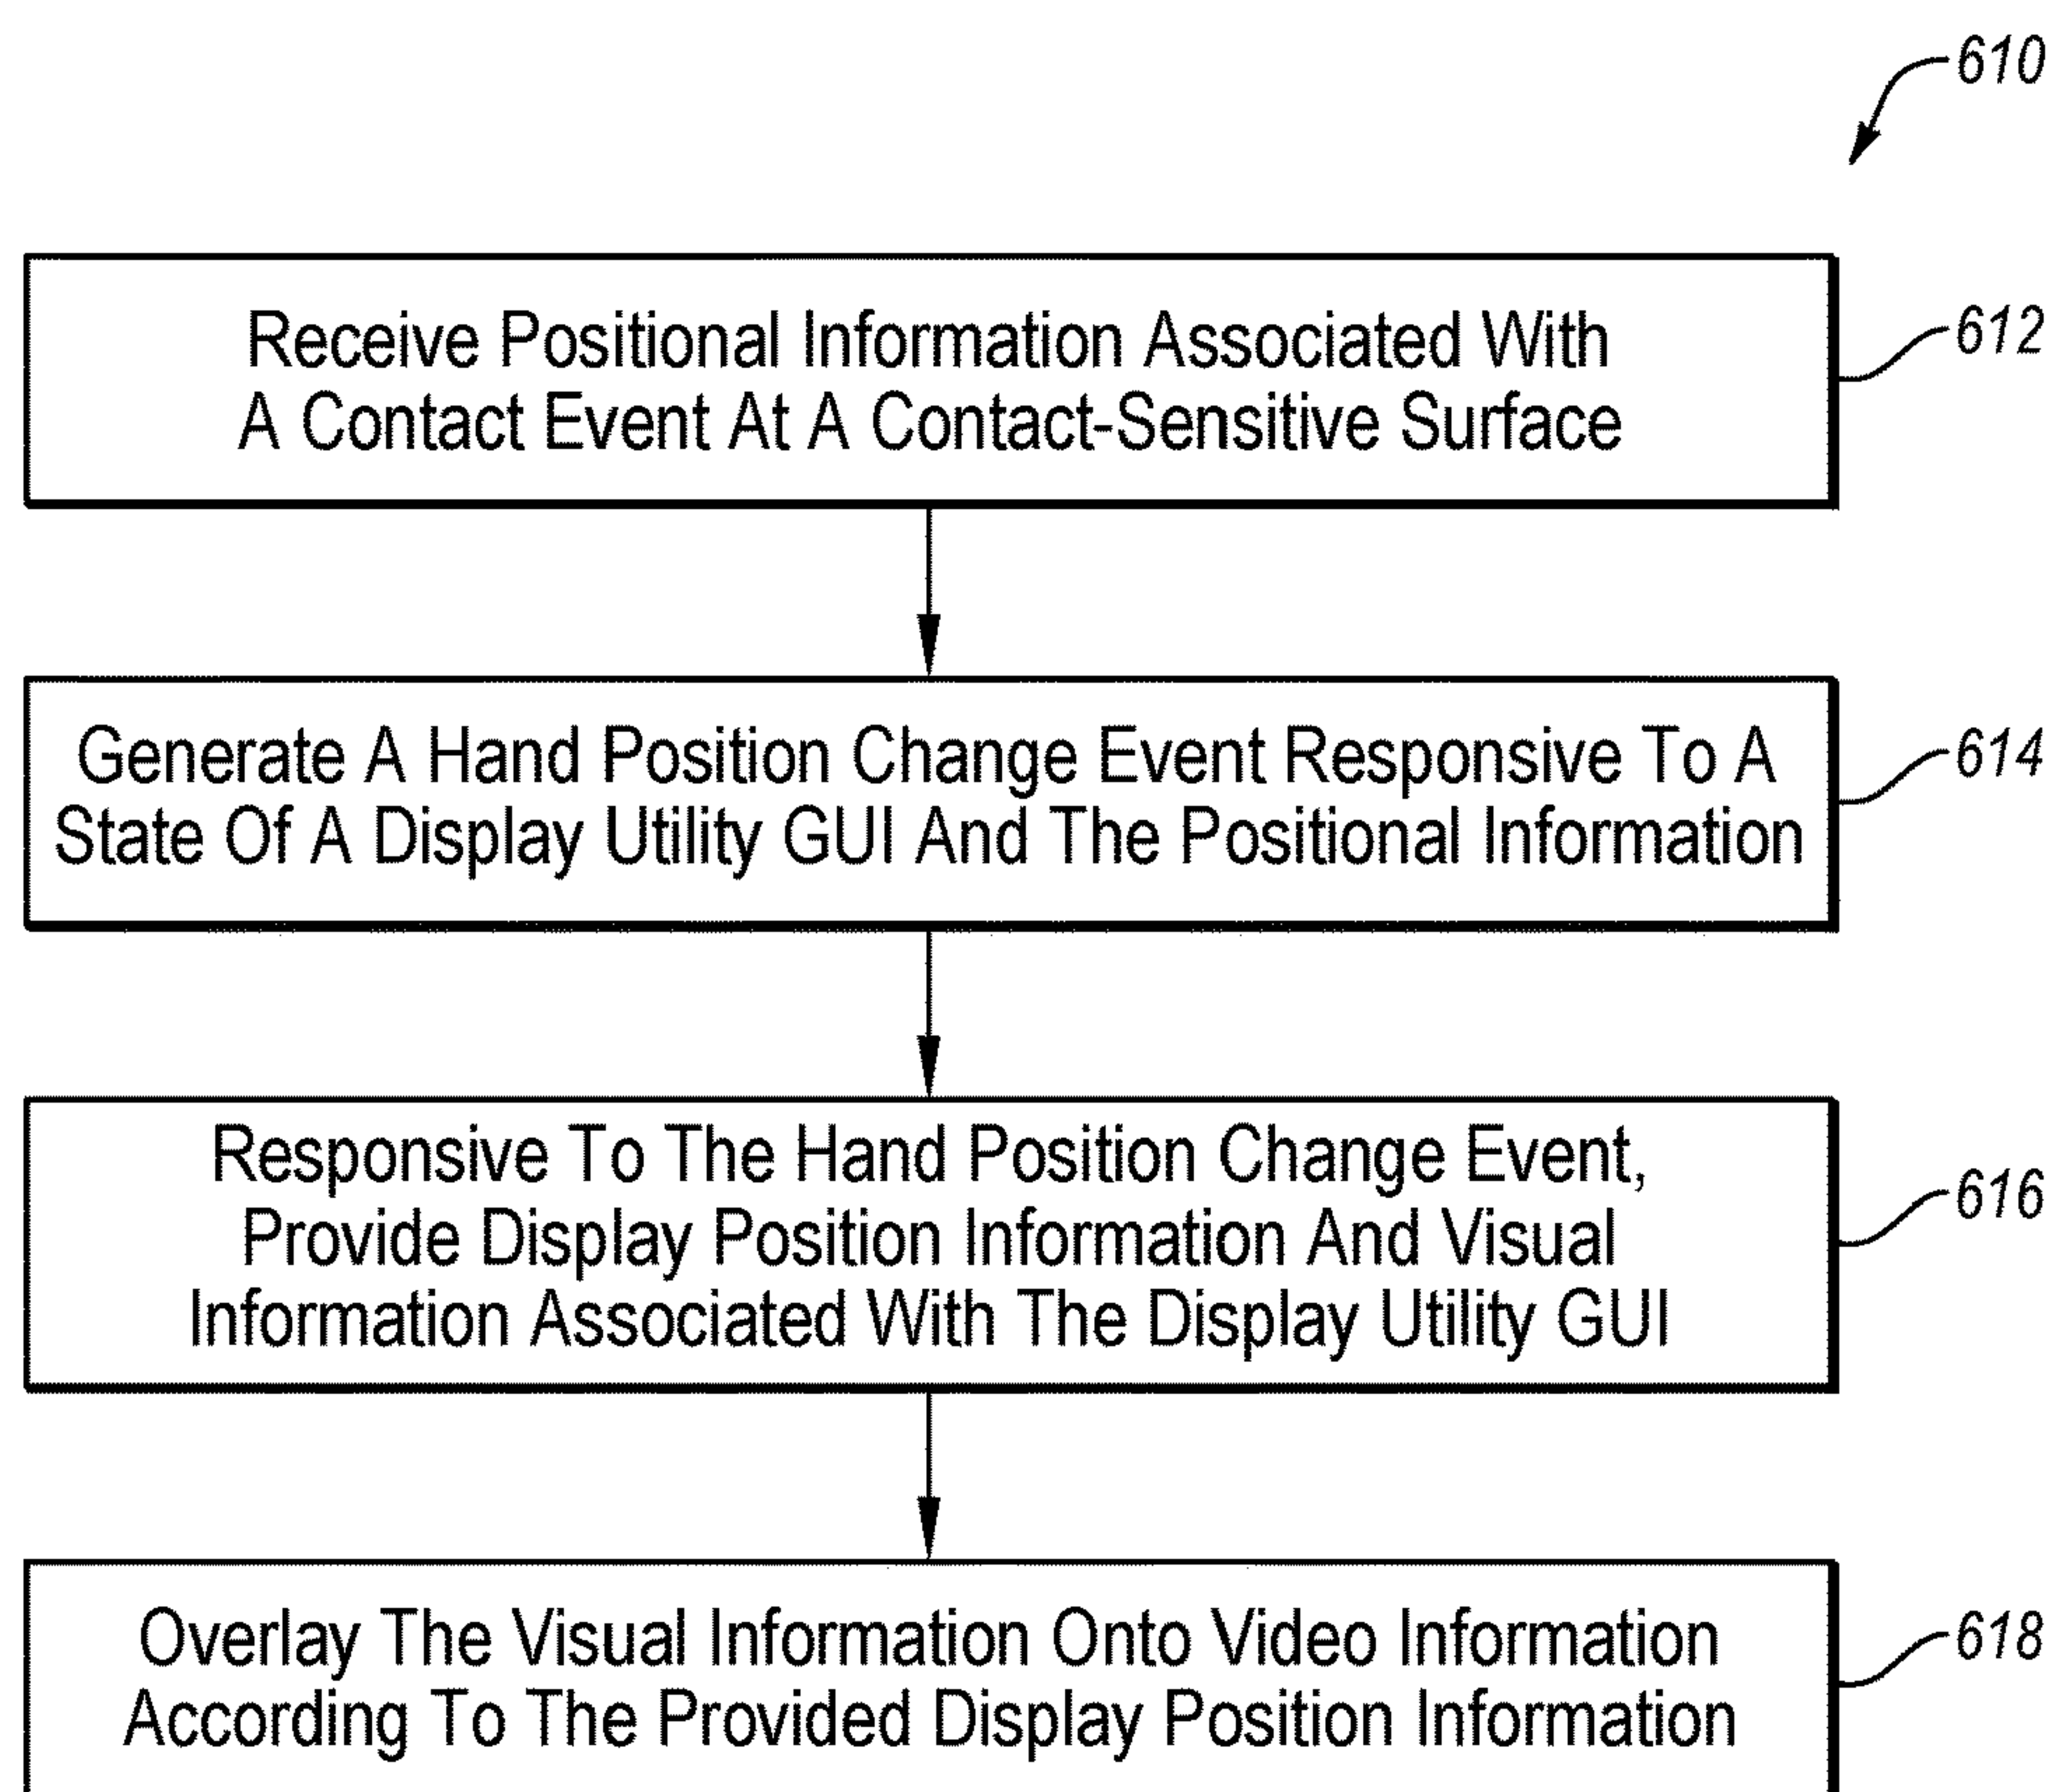 610
Receive Positional Information Associated With
A Contact Event At A Contact-Sensitive Surface
612
Generate A Hand Position Change Event Responsive To A
State Of A Display Utility GUI And The Positional Information
614
Responsive To The Hand Position Change Event,
Provide Display Position Information And Visual
Information Associated With The Display Utility GUI
616
Overlay The Visual Information Onto Video Information
According To The Provided Display Position Information
618